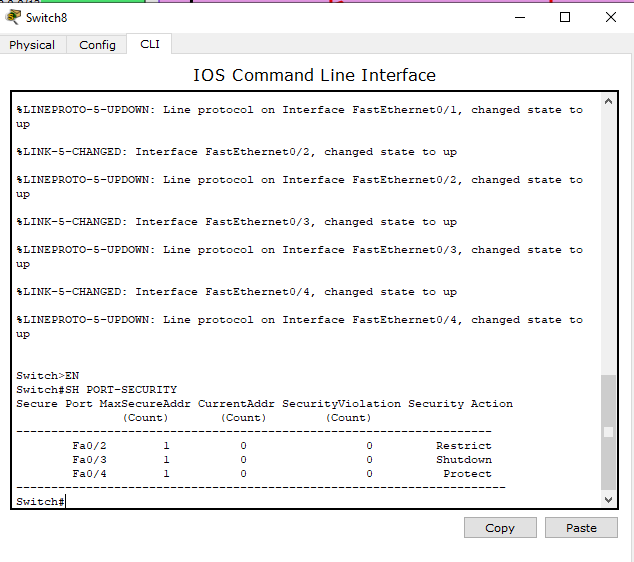 Switch8
Physical Config CLI
IOS Command Line Interface
%LINEPROTO-5-UPDOWN: Line protocol on Interface FastEthernet0/1, changed state to
up
%LINK-5-CHANGED: Interface FastEthernet0/2, changed state to up
%LINEPROTO-5-UPDOWN: Line protocol on Interface FastEthernet0/2, changed state to
up
%LINK-5-CHANGED: Interface FastEthernet0/3, changed state to up
%LINEPROTO-5-UPDOWN: Line protocol on Interface FastEthernet0/3, changed state to
up
%LINK-5-CHANGED: Interface FastEthernet0/4, changed state to up
%LINEPROTO-5-UPDOWN: Line protocol on Interface FastEthernet0/4, changed state to
up
Switch>EN
Switch#SH PORT-SECURITY
Secure Port MaxSecureAddr CurrentAddr SecurityViolation Security Action
(Count) (Count) (Count)
--------------------------------------------------------------------
Fa0/2 1 0 0 Restrict
Fa0/3 1 0 0 Shutdown
Fa0/4 1 0 0 Protect
----------------------------------------------------------------------
Switch#
Copy Paste